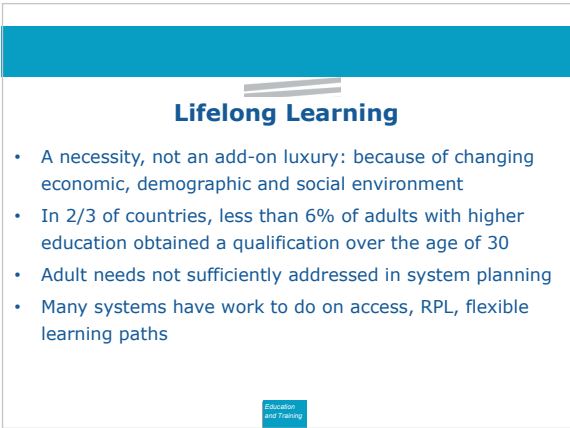 Lifelong Learning
• A necessity, not an add-on luxury: because of changing
economic, demographic and social environment
• In 2/3 of countries, less than 6% of adults with higher
education obtained a qualification over the age of 30
• Adult needs not sufficiently addressed in system planning
• Many systems have work to do on access, RPL, flexible
learning paths
Education
and Training